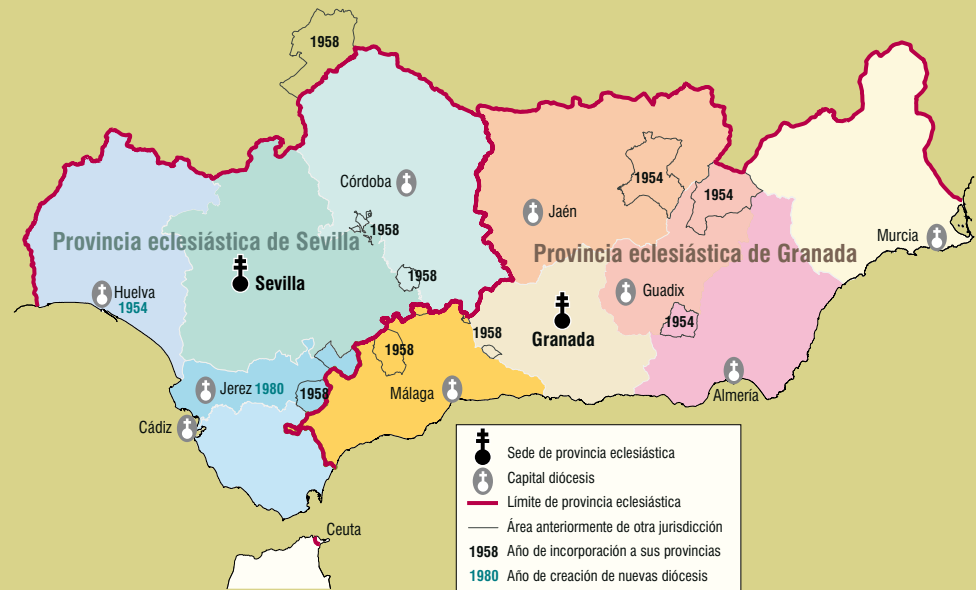 1958
Córdoba
1954
1954
Jaén
1958
Provincia eclesiástica de Sevilla
Provincia eclesiástica de Granada
Murcia
1958
Sevilla
Huelva
1954
Guadix
1954
1958
Granada
1958
Jerez 1980
1958
Málaga
Almería
Cádiz
Ceuta
Sede de provincia eclesiástica
Capital diócesis
Límite de provincia eclesiástica
Área anteriormente de otra jurisdicción
1958 Año de incorporación a sus provincias
1980 Año de creación de nuevas diócesis